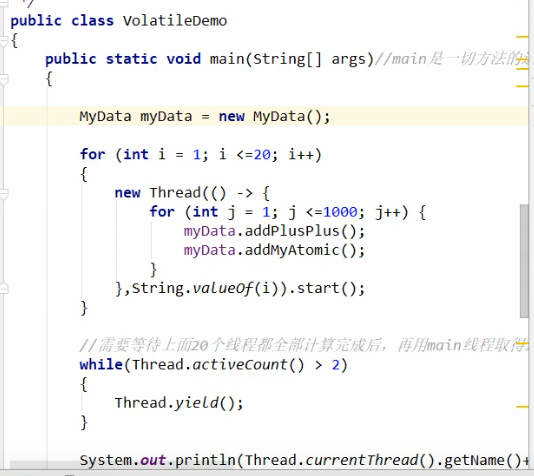 */
public class VolatileDemo
{
public static void main(String[] args)//main是一切方法的
{
MyData myData = new MyData();
for (int i = 1; i <=20; i++)
{
new Thread(() -> {
for (int j = 1; j <=1000; j++) {
myData.addPlusPlus();
myData.addMyAtomic();
}
},String.valueOf(i)).start();
}
//需要等待上面20个线程都全部计算完成后，再用main线程取得
while(Thread.activeCount() > 2)
{
Thread.yield();
}
System.out.println(Thread.currentThread().getName()+